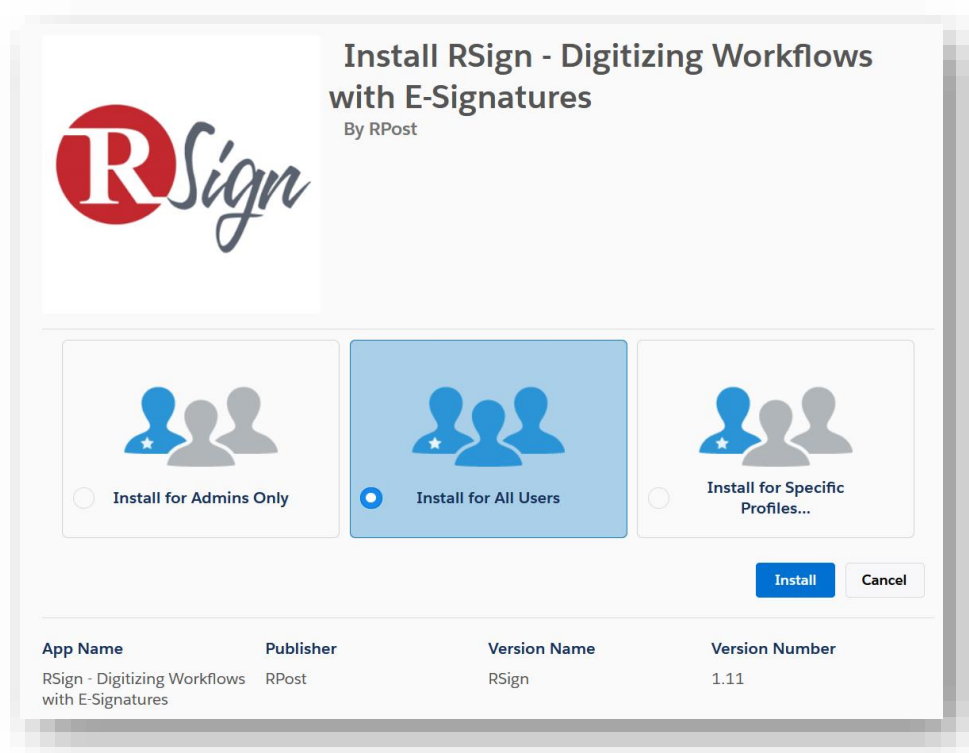 Install RSign - Digitizing Workflows
with E-Signatures
By RPost
RSign
Install for Admins Only
Install for All Users
Install for Specific
Profiles...
Install Cancel
App Name Publisher Version Name Version Number
RSign - Digitizing Workflows RPost RSign 1.11
with E-Signatures